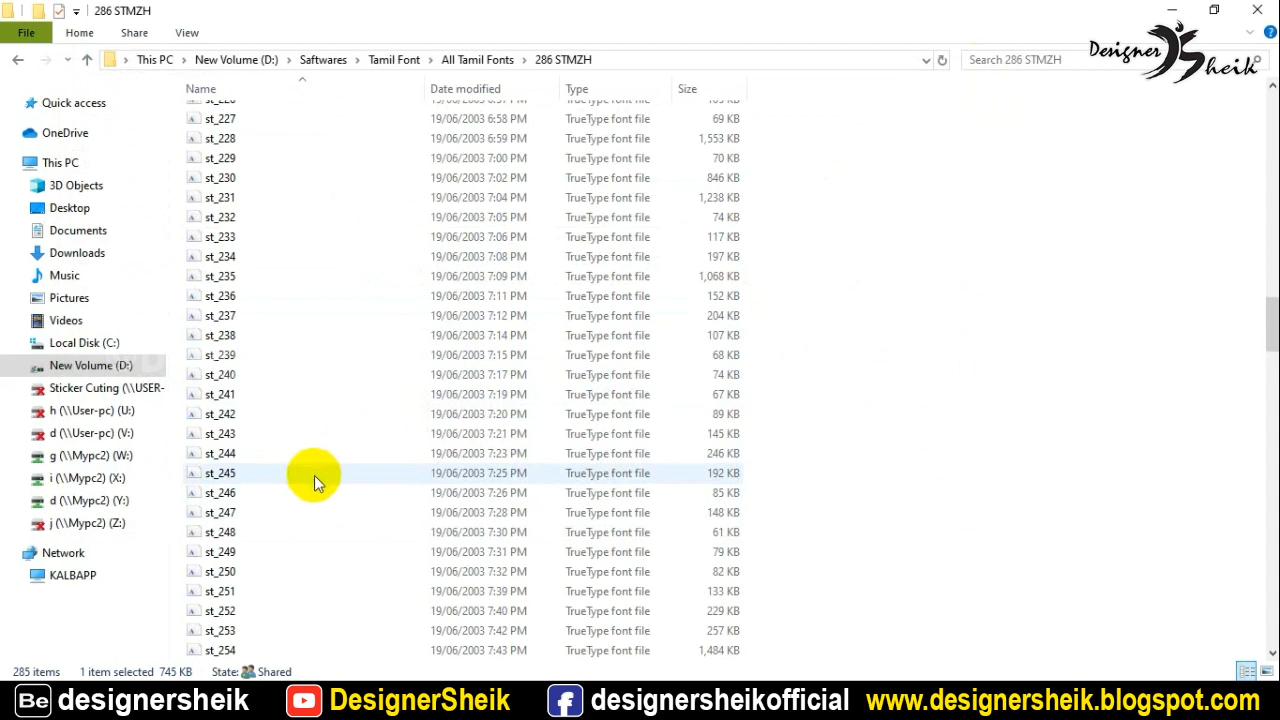 286 STMZH
File Home Share View
This PC New Volume (D:) Saftwares Tamil Font All Tamil Fonts 286 STMZH Search 286 STMZH
Designer Sheik
Name Date modified Type Size
Quick access
OneDrive
This PC
3D Objects
Desktop
Documents
Downloads
Music
Pictures
Videos
Local Disk (C:)
New Volume (D:)
Sticker Cuting (\\USER-
h (\\User-pc) (U:)
d (\\User-pc) (V:)
g (\\Mypc2) (W:)
i (\\Mypc2) (X:)
d (\\Mypc2) (Y:)
j (\\Mypc2) (Z:)
Network
KALBAPP
st_227 19/06/2003 6:58 PM TrueType font file 69 KB
st_228 19/06/2003 6:59 PM TrueType font file 1,553 KB
st_229 19/06/2003 7:00 PM TrueType font file 70 KB
st_230 19/06/2003 7:02 PM TrueType font file 846 KB
st_231 19/06/2003 7:04 PM TrueType font file 1,238 KB
st_232 19/06/2003 7:05 PM TrueType font file 74 KB
st_233 19/06/2003 7:06 PM TrueType font file 117 KB
st_234 19/06/2003 7:08 PM TrueType font file 197 KB
st_235 19/06/2003 7:09 PM TrueType font file 1,068 KB
st_236 19/06/2003 7:11 PM TrueType font file 152 KB
st_237 19/06/2003 7:12 PM TrueType font file 204 KB
st_238 19/06/2003 7:14 PM TrueType font file 107 KB
st_239 19/06/2003 7:15 PM TrueType font file 68 KB
st_240 19/06/2003 7:17 PM TrueType font file 74 KB
st_241 19/06/2003 7:19 PM TrueType font file 67 KB
st_242 19/06/2003 7:20 PM TrueType font file 89 KB
st_243 19/06/2003 7:21 PM TrueType font file 145 KB
st_244 19/06/2003 7:23 PM TrueType font file 246 KB
st_245 19/06/2003 7:25 PM TrueType font file 192 KB
st_246 19/06/2003 7:26 PM TrueType font file 85 KB
st_247 19/06/2003 7:28 PM TrueType font file 148 KB
st_248 19/06/2003 7:30 PM TrueType font file 61 KB
st_249 19/06/2003 7:31 PM TrueType font file 79 KB
st_250 19/06/2003 7:32 PM TrueType font file 82 KB
st_251 19/06/2003 7:39 PM TrueType font file 133 KB
st_252 19/06/2003 7:40 PM TrueType font file 229 KB
st_253 19/06/2003 7:42 PM TrueType font file 257 KB
st_254 19/06/2003 7:43 PM TrueType font file 1,484 KB
285 items 1 item selected 745 KB State: Shared
Be designersheik DesignerSheik f designersheikofficial www.designersheik.blogspot.com